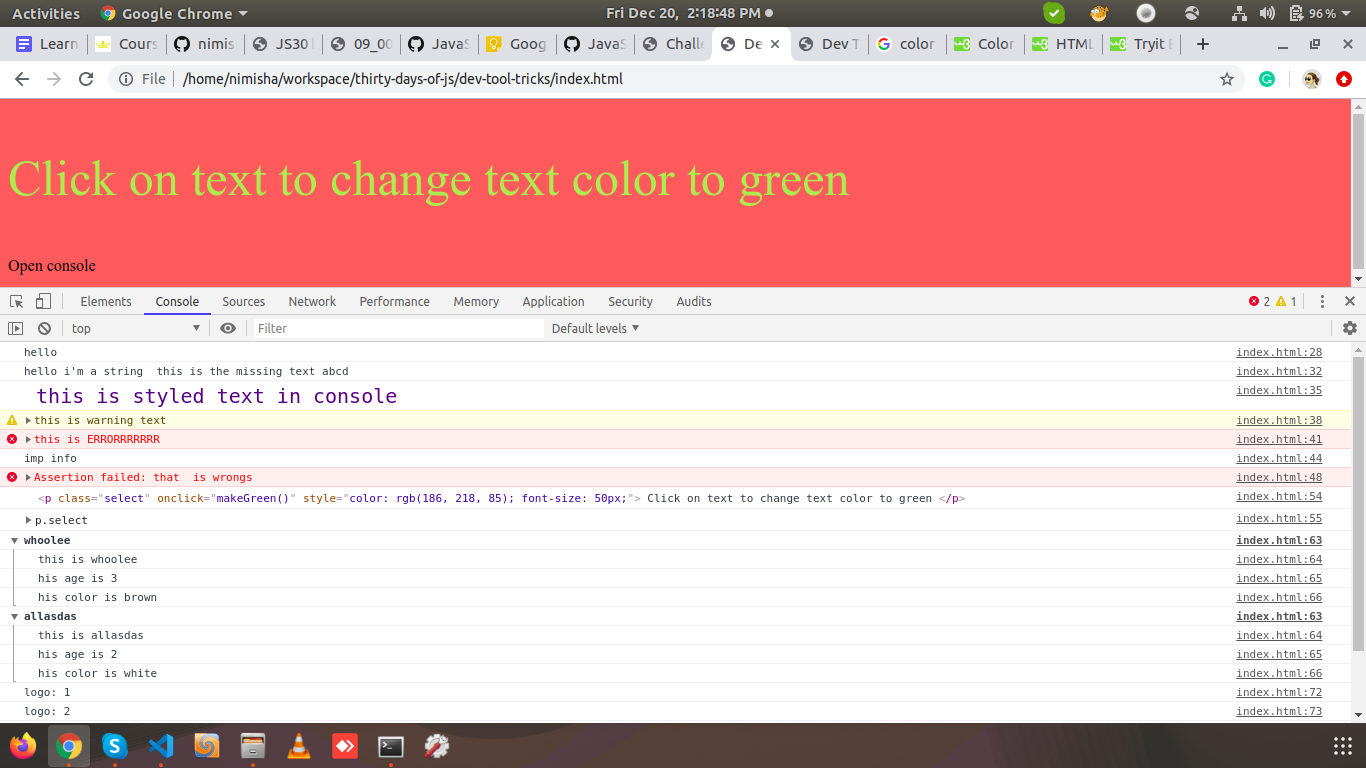 Activities Google Chrome Fri Dec 20, 2:18:48 PM 96 %
Learn Cours nimis JS30 09_00 JavaS Goog JavaS Challe De Dev T color Color HTML Tryit E
File /home/nimisha/workspace/thirty-days-of-js/dev-tool-tricks/index.html
Click on text to change text color to green
Open console
Elements Console Sources Network Performance Memory Application Security Audits 2 1
top Filter Default levels
hello index.html:28
hello i'm a string  this is the missing text abcd index.html:32
this is styled text in console index.html:35
this is warning text index.html:38
this is ERRORRRRRRR index.html:41
imp info index.html:44
Assertion failed: that  is wrongs index.html:48
<p class="select" onclick="makeGreen()" style="color: rgb(186, 218, 85); font-size: 50px;"> Click on text to change text color to green </p> index.html:54
p.select index.html:55
whoolee index.html:63
this is whoolee index.html:64
his age is 3 index.html:65
his color is brown index.html:66
allasdas index.html:63
this is allasdas index.html:64
his age is 2 index.html:65
his color is white index.html:66
logo: 1 index.html:72
logo: 2 index.html:73